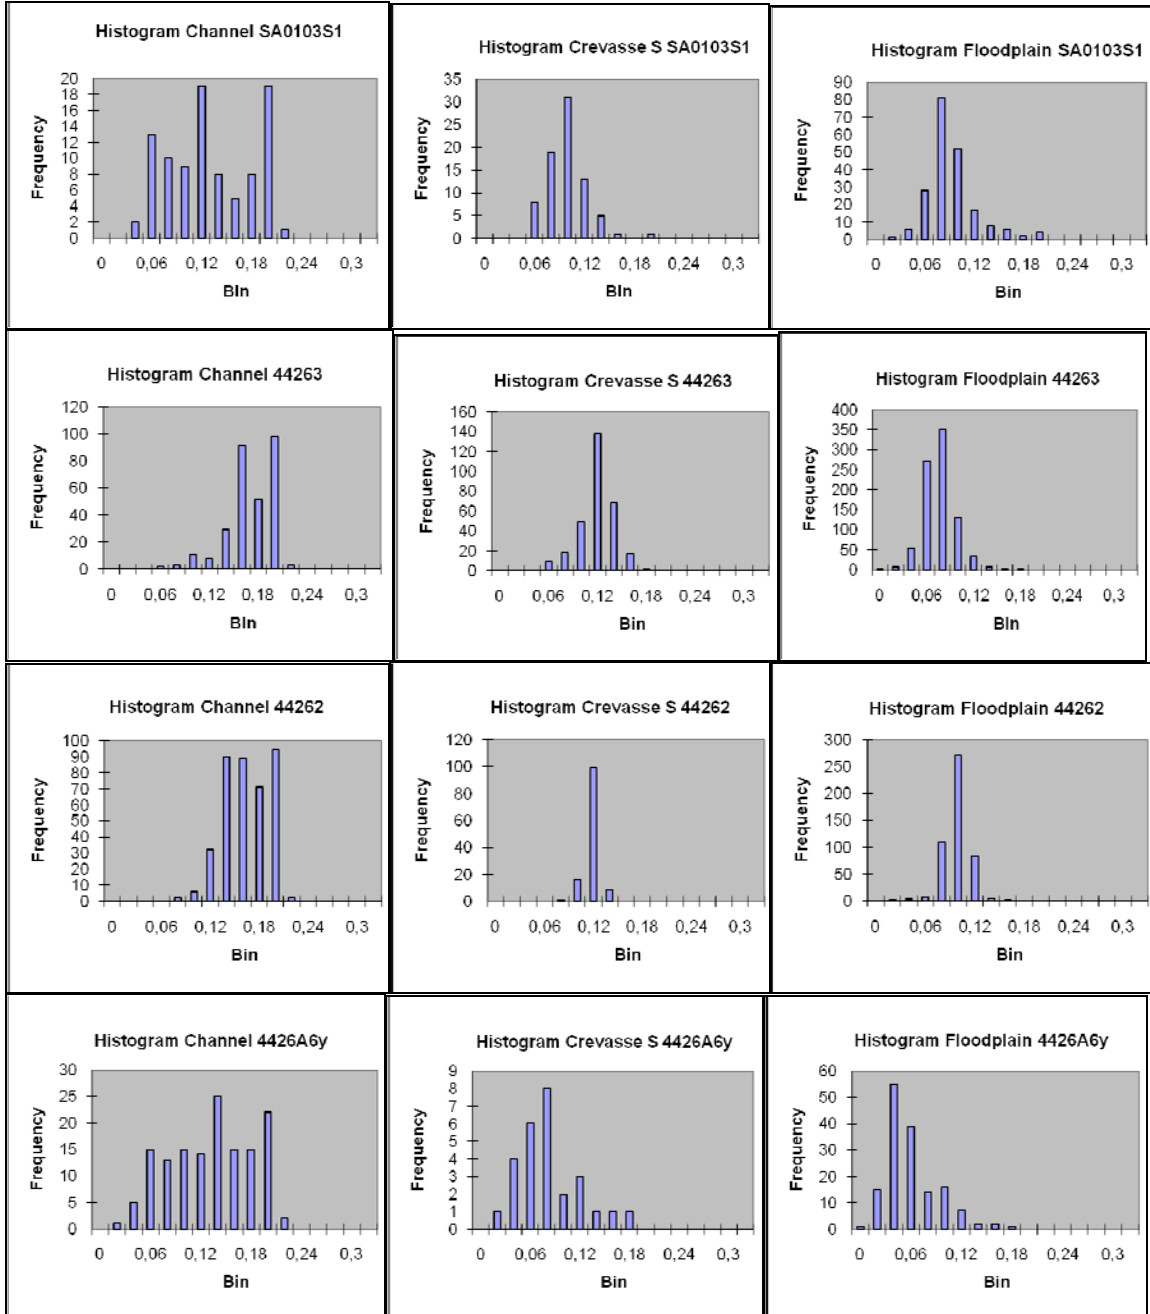 Histogram Channel SA0103S1
Frequency
20
18
16
14
12
10
8
6
4
2
0
0 0,06 0,12 0,18 0,24 0,3
BIn
Histogram Crevasse S SA0103S1
Frequency
35
30
25
20
15
10
5
0
0 0,06 0,12 0,18 0,24 0,3
Bin
Histogram Floodplain SA0103S1
Frequency
90
80
70
60
50
40
30
20
10
0
0 0,06 0,12 0,18 0,24 0,3
Bin
Histogram Channel 44263
Frequency
120
100
80
60
40
20
0
0 0,06 0,12 0,18 0,24 0,3
BIn
Histogram Crevasse S 44263
Frequency
160
140
120
100
80
60
40
20
0
0 0,06 0,12 0,18 0,24 0,3
Bin
Histogram Floodplain 44263
Frequency
400
350
300
250
200
150
100
50
0
0 0,06 0,12 0,18 0,24 0,3
BIn
Histogram Channel 44262
Frequency
100
90
80
70
60
50
40
30
20
10
0
0 0,06 0,12 0,18 0,24 0,3
Bin
Histogram Crevasse S 44262
Frequency
120
100
80
60
40
20
0
0 0,06 0,12 0,18 0,24 0,3
Bin
Histogram Floodplain 44262
Frequency
300
250
200
150
100
50
0
0 0,06 0,12 0,18 0,24 0,3
Bin
Histogram Channel 4426A6y
Frequency
30
25
20
15
10
5
0
0 0,06 0,12 0,18 0,24 0,3
Bin
Histogram Crevasse S 4426A6y
Frequency
9
8
7
6
5
4
3
2
1
0
0 0,06 0,12 0,18 0,24 0,3
Bin
Histogram Floodplain 4426A6y
Frequency
60
50
40
30
20
10
0
0 0,06 0,12 0,18 0,24 0,3
Bin